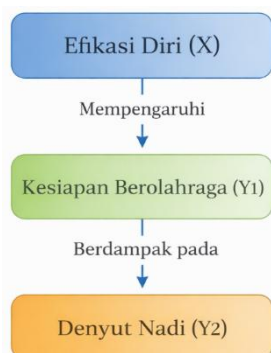 Efikasi Diri (X)
Mempengaruhi
Kesiapan Berolahraga (Y1)
Berdampak pada
Denyut Nadi (Y2)